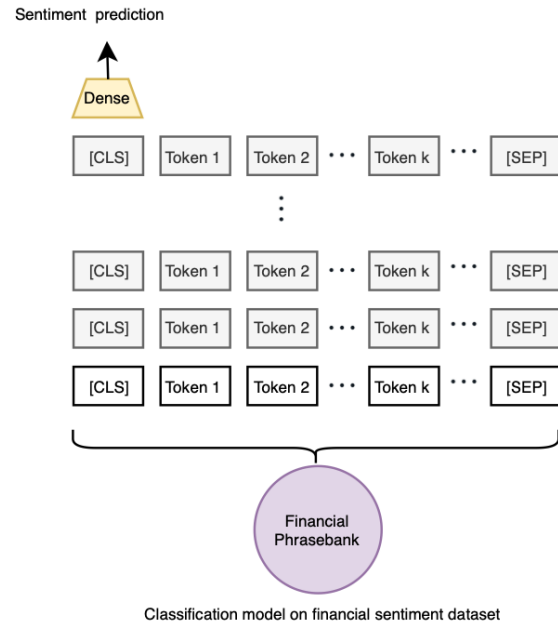 Sentiment prediction
Dense
[CLS] Token 1 Token 2 ••• Token k ••• [SEP]
[CLS] Token 1 Token 2 ••• Token k ••• [SEP]
[CLS] Token 1 Token 2 ••• Token k ••• [SEP]
[CLS] Token 1 Token 2 ••• Token k ••• [SEP]
Financial
Phrasebank
Classification model on financial sentiment dataset